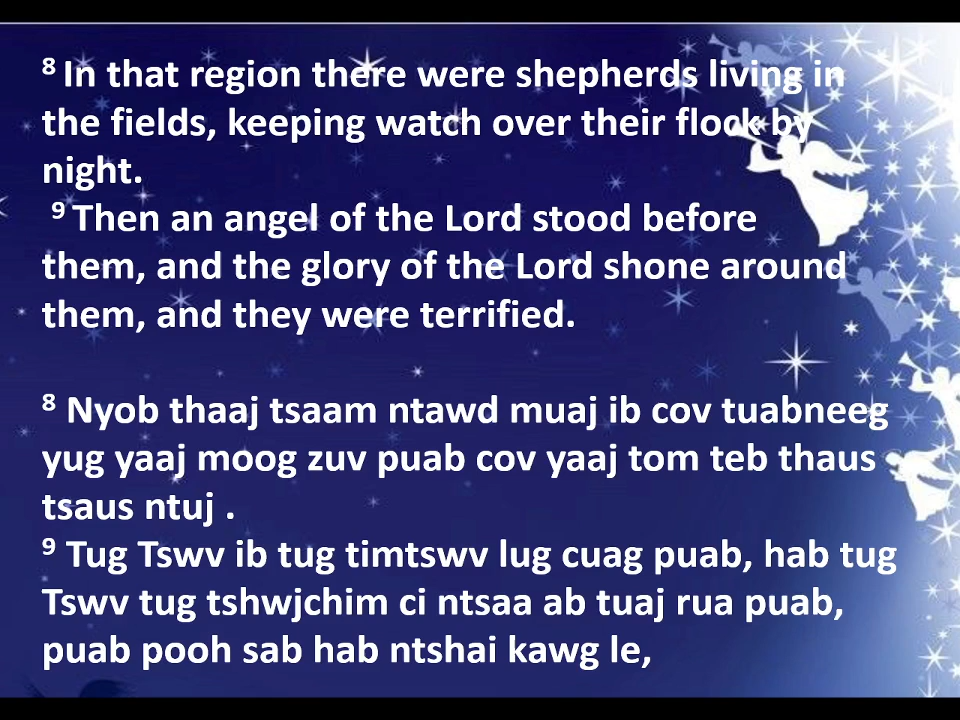 8 In that region there were shepherds living in
the fields, keeping watch over their flock by
night.
9 Then an angel of the Lord stood before
them, and the glory of the Lord shone around
them, and they were terrified.
8 Nyob thaaj tsaam ntawd muaj ib cov tuabneeg
yug yaaj moog zuv puab cov yaaj tom teb thaus
tsaus ntuj .
9 Tug Tswv ib tug timtswv lug cuag puab, hab tug
Tswv tug tshwjchim ci ntsaa ab tuaj rua puab,
puab pooh sab hab ntshai kawg le,